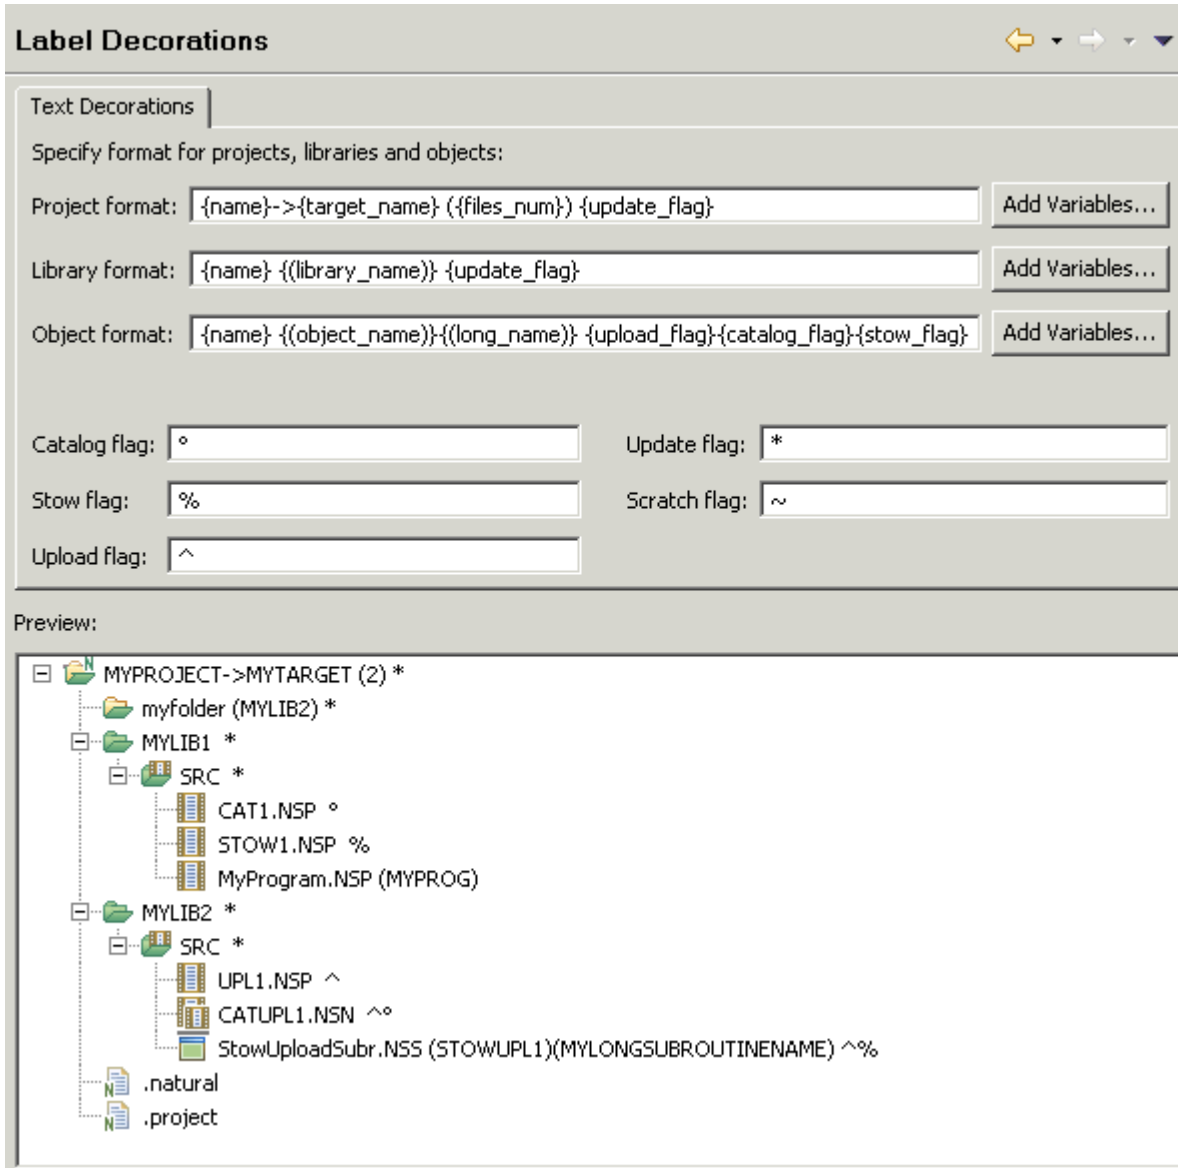 Label Decorations
Text Decorations
Specify format for projects, libraries and objects:
Project format: {name}->{target_name} ({files_num}) {update_flag} Add Variables...
Library format: {name} {(library_name)} {update_flag} Add Variables...
Object format: {name} {(object_name)}{(long_name)} {upload_flag}{catalog_flag}{stow_flag} Add Variables...
Catalog flag: ° Update flag: *
Stow flag: % Scratch flag: ~
Upload flag: ^
Preview:
MYPROJECT->MYTARGET (2) *
myfolder (MYLIB2) *
MYLIB1 *
SRC *
CAT1.NSP °
STOW1.NSP %
MyProgram.NSP (MYPROG)
MYLIB2 *
SRC *
UPL1.NSP ^
CATUPL1.NSN ^°
StowUploadSubr.NSS (STOWUPL1)(MYLONGSUBROUTINENAME) ^%
.natural
.project